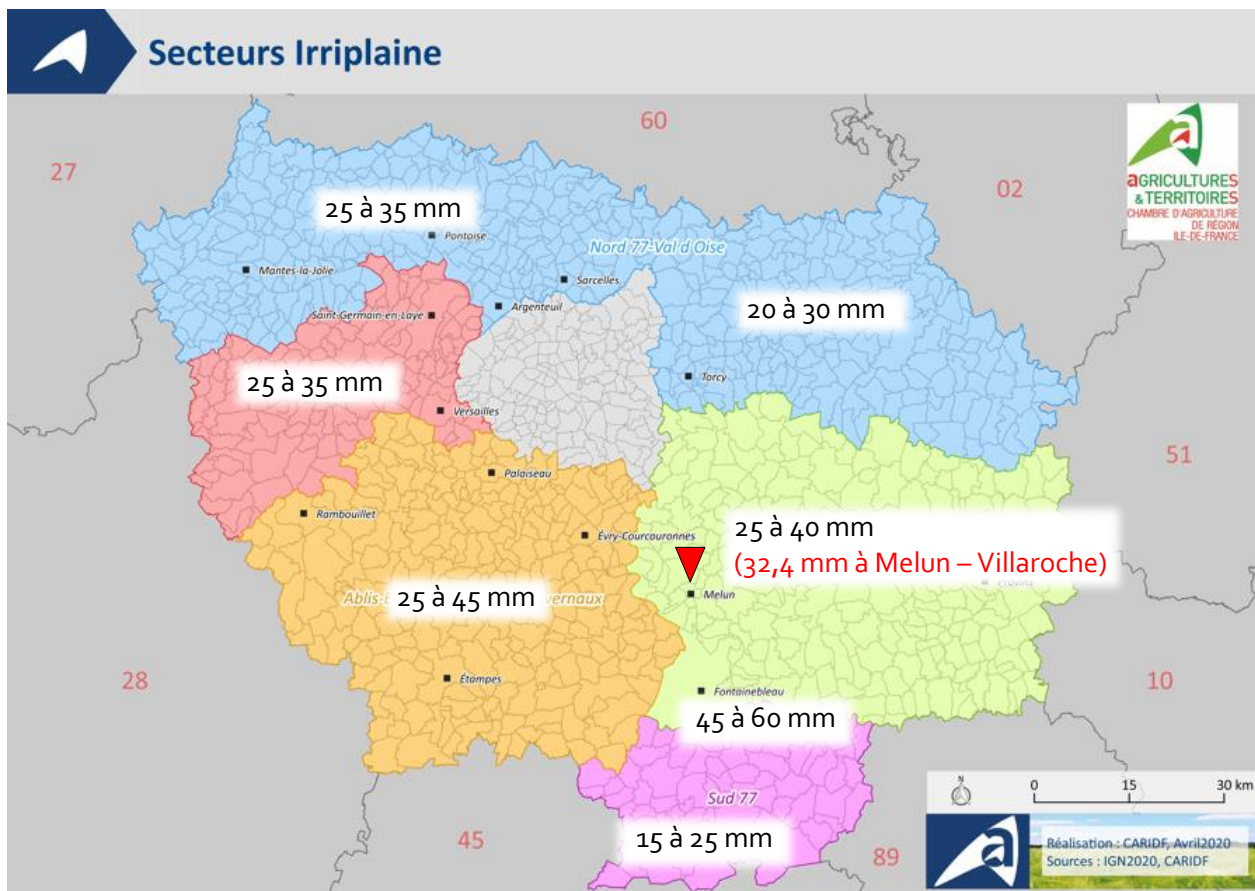 Secteurs Irriplaine
60
27
02
aGRICULTURES
& TERRITOIRES
CHAMBRE D'AGRICULTURE
DE RÉGION
ILE-DE-FRANCE
25 à 35 mm
Pontoise
Nord 77-Val d Oise
Mantes-la-Jolie
Sarcelles
Argenteuil
Saint-Germain-en-Laye
20 à 30 mm
25 à 35 mm
Torcy
Versailles
51
Palaiseau
Rambouillet
25 à 40 mm
Évry-Courcouronnes
(32,4 mm à Melun – Villaroche)
Melun
25 à 45 mm
28
Étampes
10
Fontainebleau
45 à 60 mm
N
0 15 30 km
Sud 77
45
15 à 25 mm
89
Réalisation : CARIDF, Avril2020
Sources : IGN2020, CARIDF